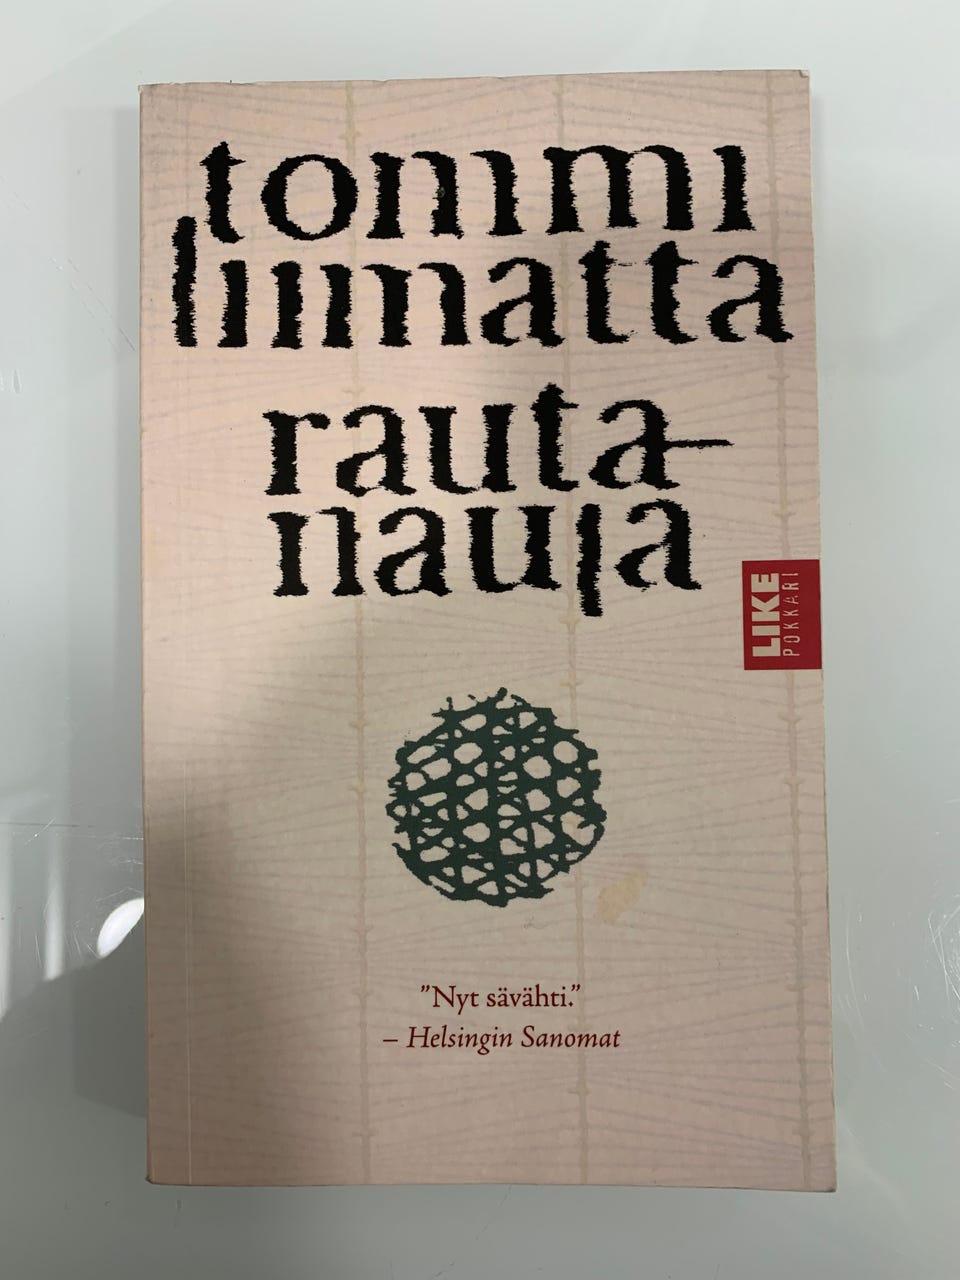 tommi
liimatta
rauta-
naula
LIKE
POKKARI
"Nyt sävähti."
– Helsingin Sanomat